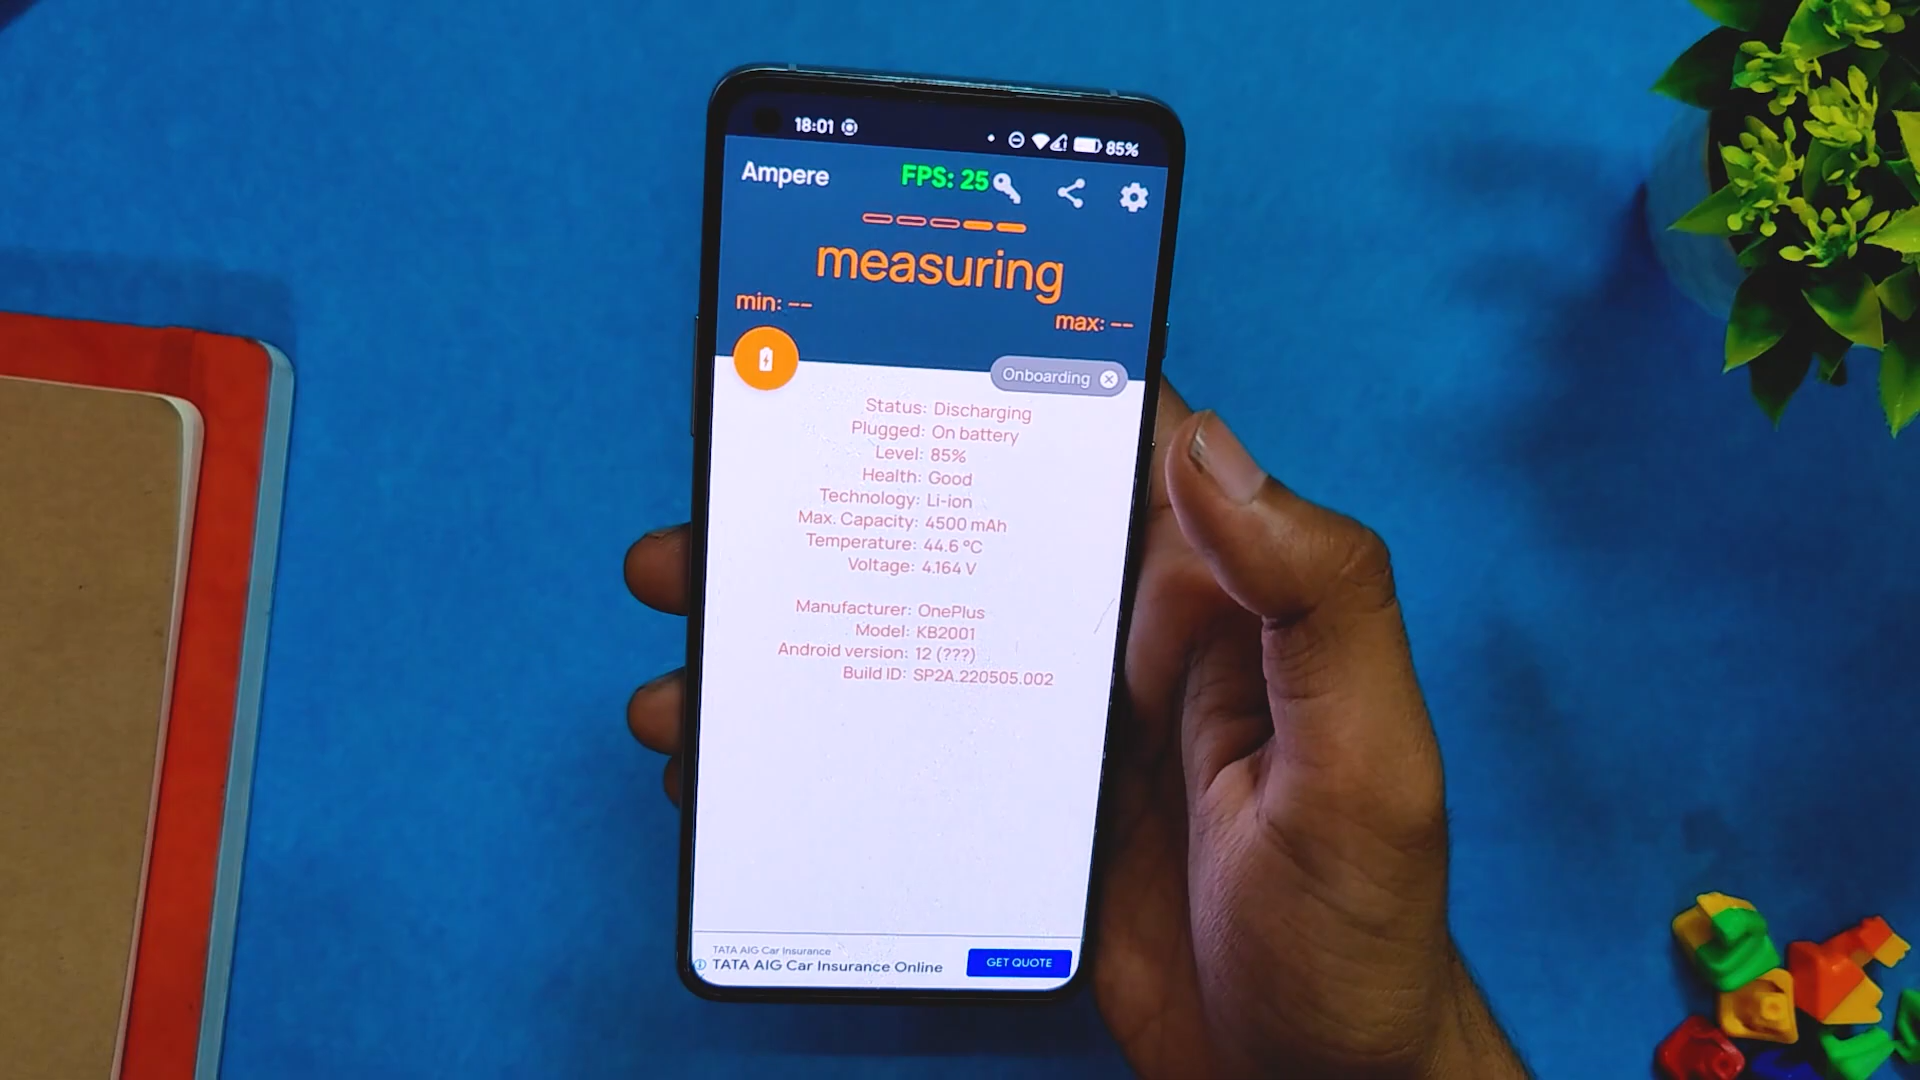 18:01
85%
Ampere
FPS: 25
measuring
min: --
max: --
Onboarding
Status: Discharging
Plugged: On battery
Level: 85%
Health: Good
Technology: Li-ion
Max. Capacity: 4500 mAh
Temperature: 44.6 ºC
Voltage: 4.164 V
Manufacturer: OnePlus
Model: KB2001
Android version: 12 (???)
Build ID: SP2A.220505.002
TATA AIG Car Insurance
TATA AIG Car Insurance Online
GET QUOTE